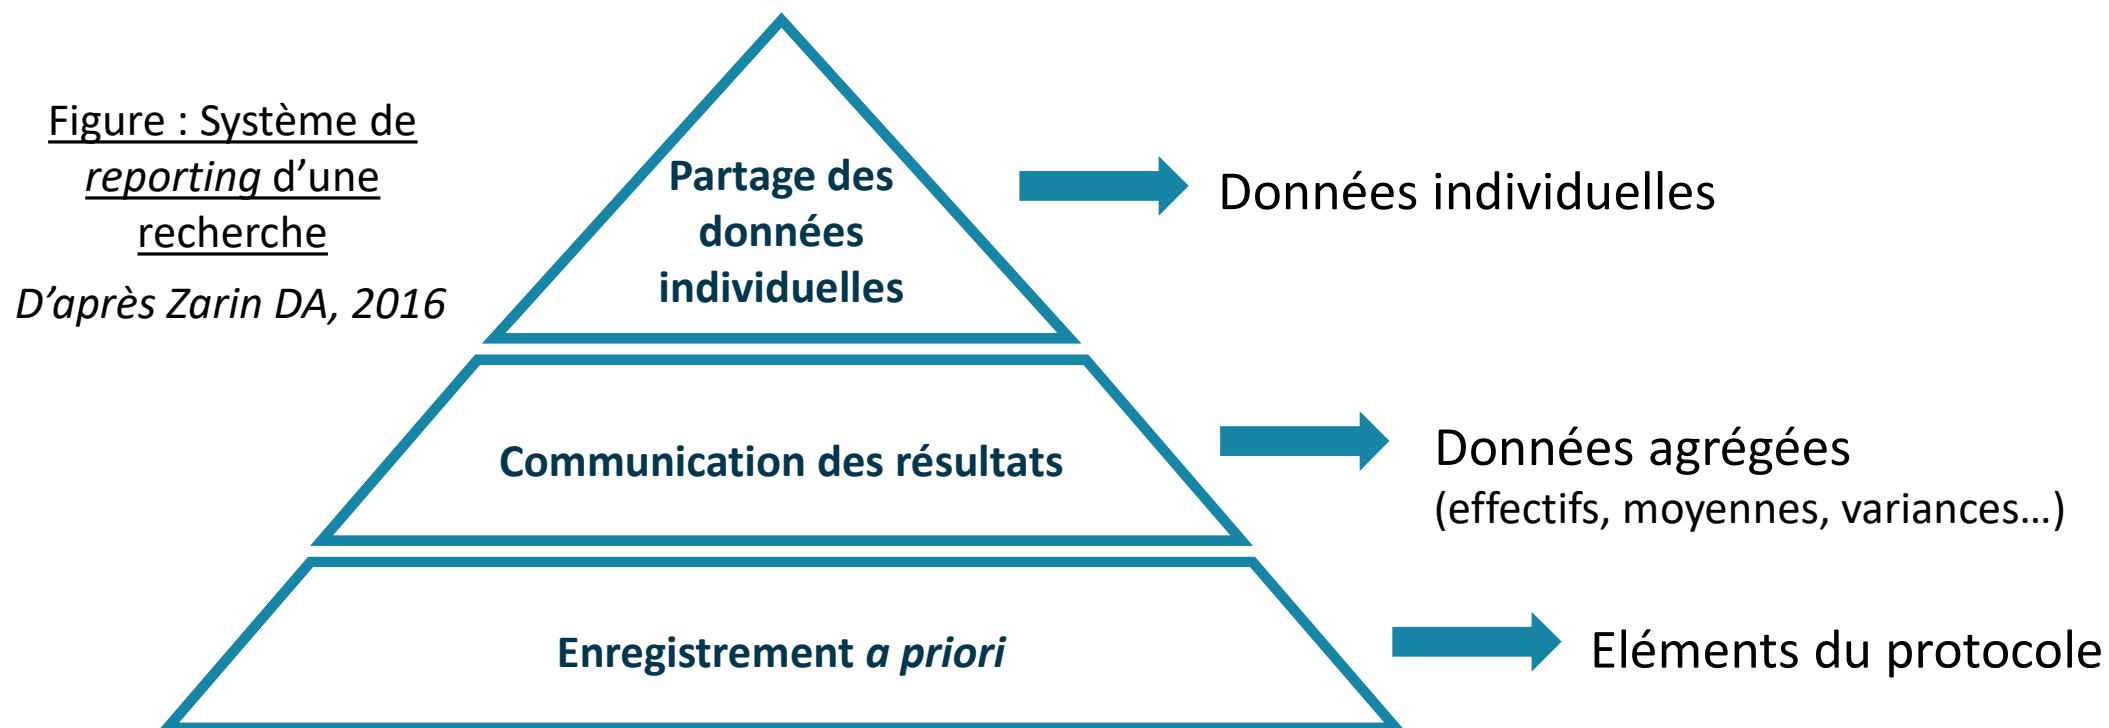 Figure : Système de
reporting d’une
recherche
D’après Zarin DA, 2016
Partage des
données
individuelles
Données individuelles
Communication des résultats
Données agrégées
(effectifs, moyennes, variances…)
Enregistrement a priori
Eléments du protocole